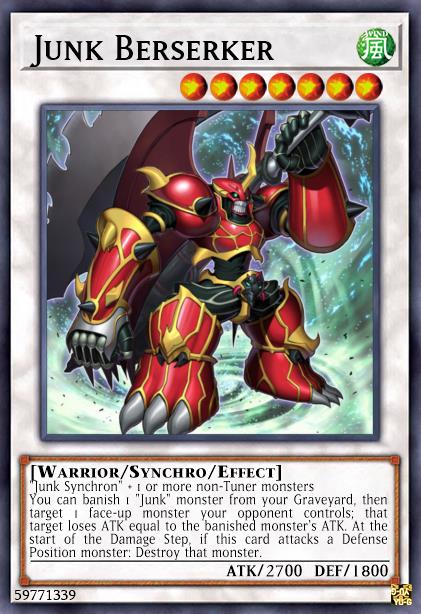 JUNK BERSERKER
WIND
風
[WARRIOR/SYNCHRO/EFFECT]
"Junk Synchron" + 1 or more non-Tuner monsters
You can banish 1 "Junk" monster from your Graveyard, then
target 1 face-up monster your opponent controls; that
target loses ATK equal to the banished monster's ATK. At the
start of the Damage Step, if this card attacks a Defense
Position monster: Destroy that monster.
ATK/2700 DEF/1800
59771339